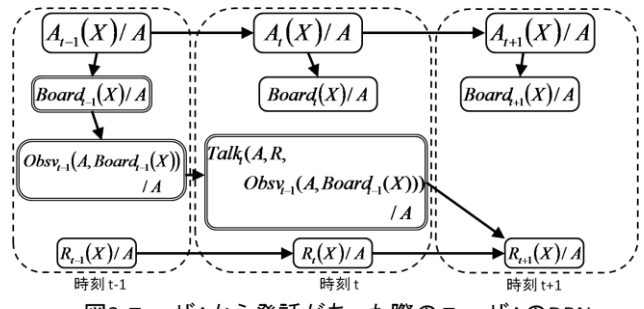 A_{t-1}(X)/A
A_t(X)/A
A_{t+1}(X)/A
Board_{t-1}(X)/A
Board_t(X)/A
Board_{t+1}(X)/A
Obsv_{t-1}(A,Board_{t-1}(X))
/A
Talk_t(A,R,
Obsv_{t-1}(A,Board_{t-1}(X)))
/A
R_{t-1}(X)/A
R_t(X)/A
R_{t+1}(X)/A
時刻 t-1
時刻 t
時刻 t+1